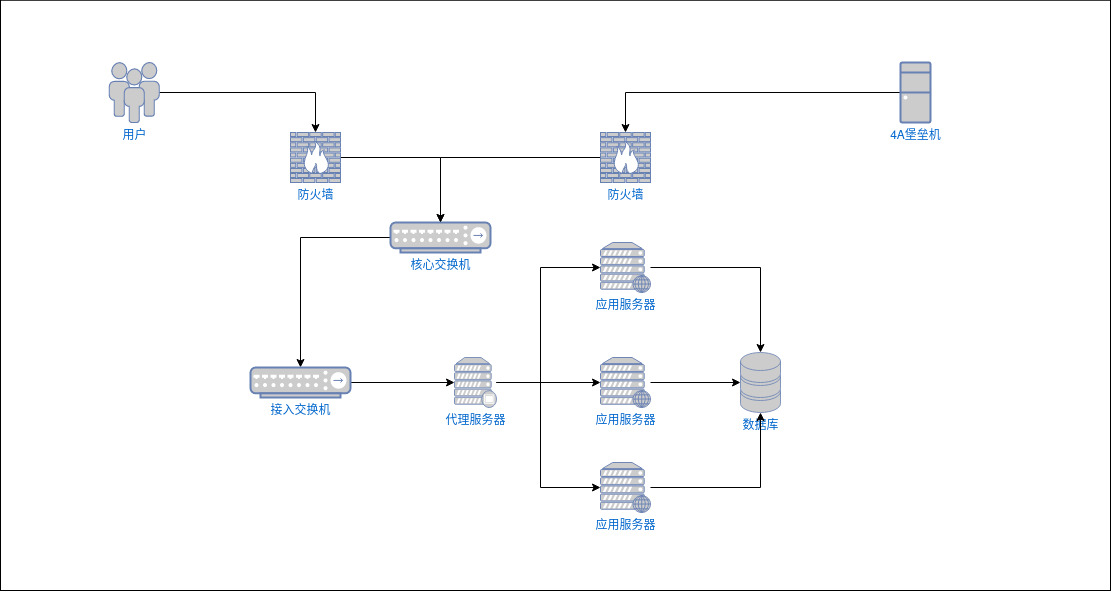 用户
4A堡垒机
防火墙
防火墙
核心交换机
应用服务器
接入交换机
代理服务器
应用服务器
数据库
应用服务器